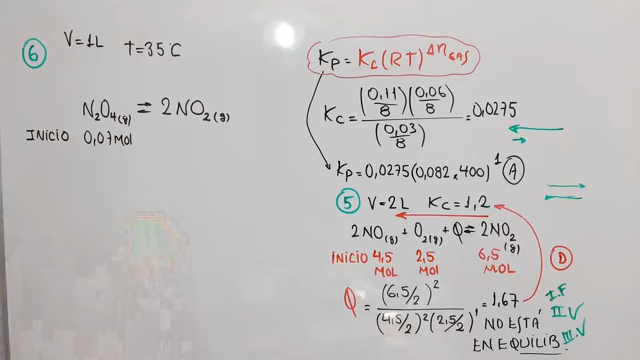 6 V=1L T=35°C
N₂O₄(g) ⇌ 2NO₂(g)
INICIO 0,07MOL
Kp = Kc(RT)^Δn GAS
Kc = (0,11/8)(0,06/8) / (0,03/8) = 0,0275
Kp = 0,0275(0,082 x 400)¹ A
5 V=2L Kc=1,2
2NO(g) + O₂(g) + Q ⇌ 2NO₂(g)
INICIO 4,5 MOL 2,5 Mol 6,5 MOL D
Q = (6,5/2)² / (4,5/2)² (2,5/2)¹ = 1,67
NO ESTÁ
EN EQUILIB.
I. F
II. V
III. V